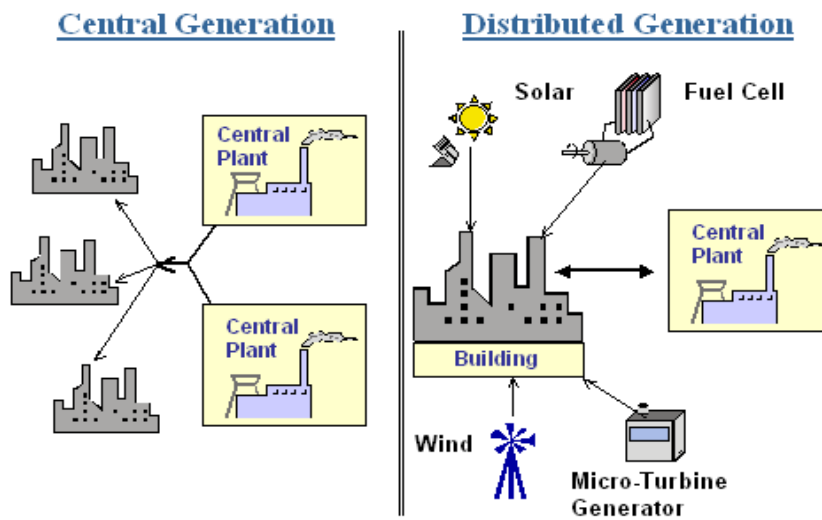 Central Generation
Central
Plant
Central
Plant
Distributed Generation
Solar
Fuel Cell
Central
Plant
Building
Wind
Micro-Turbine
Generator